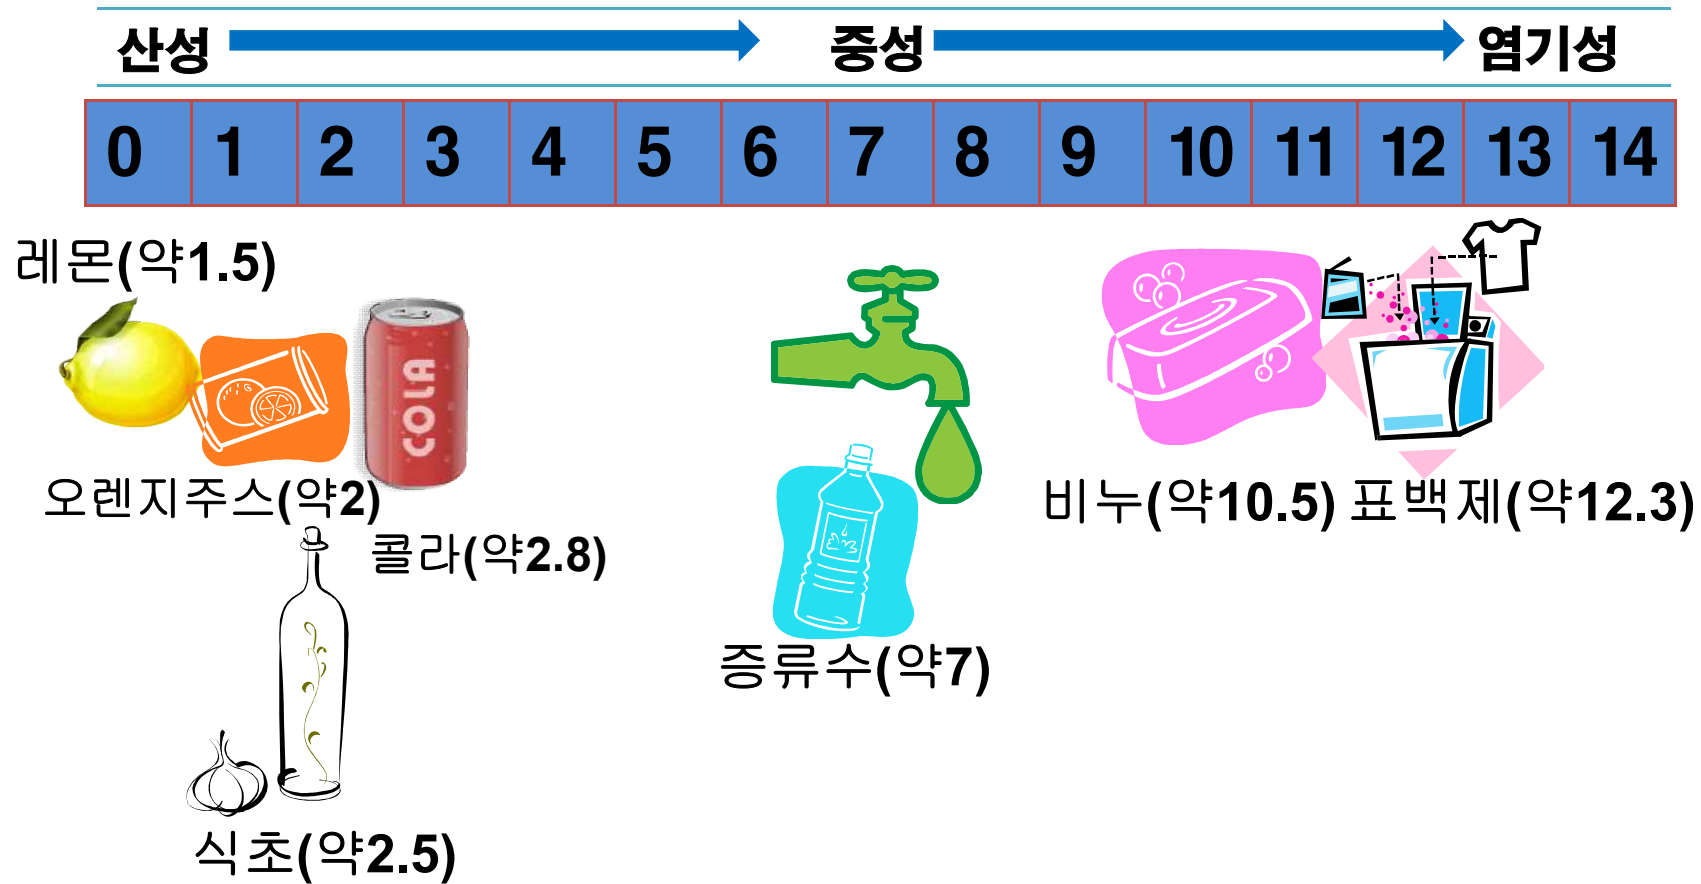 산성 중성 염기성
0 1 2 3 4 5 6 7 8 9 10 11 12 13 14
레몬(약1.5)
COLA
오렌지주스(약2)
콜라(약2.8)
식초(약2.5)
증류수(약7)
비누(약10.5) 표백제(약12.3)